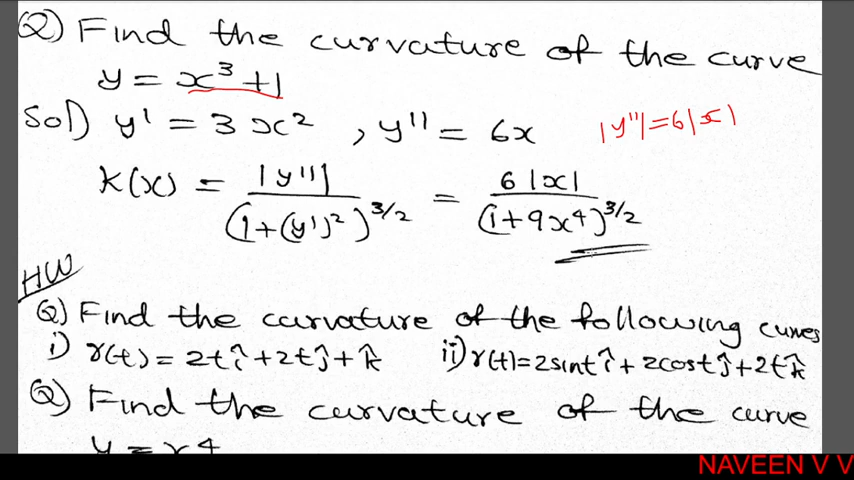 Q) Find the curvature of the curve
y = x³ + 1
Sol) y' = 3x² , y'' = 6x |y''| = 6|x|
K(x) = |y''| / (1+(y')²)^3/2 = 6|x| / (1+9x⁴)^3/2
HW
Q) Find the curvature of the following curves
i) r(t) = 2t î + 2t ĵ + k̂ ii) r(t) = 2sint î + 2cost ĵ + 2t k̂
Q) Find the curvature of the curve
y = x⁴
NAVEEN V V